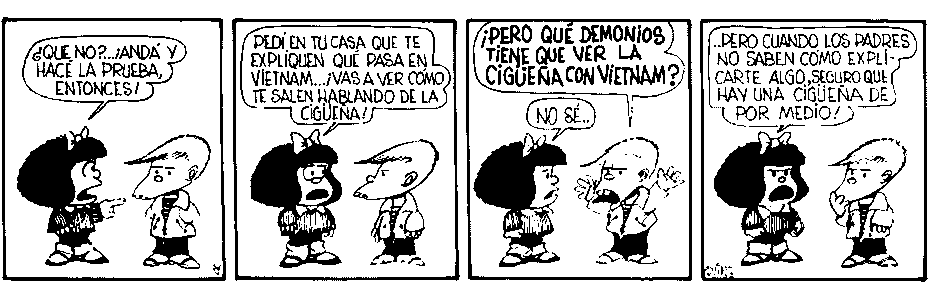 ¿QUE NO?...¡ANDÁ Y
HACÉ LA PRUEBA,
ENTONCES!
PEDÍ EN TU CASA QUE TE
EXPLIQUEN QUÉ PASA EN
VIETNAM...¡VAS A VER CÓMO
TE SALEN HABLANDO DE LA
CIGÜEÑA!
¡PERO QUÉ DEMONIOS
TIENE QUE VER LA
CIGÜEÑA CON VIETNAM?
NO SÉ..
..PERO CUANDO LOS PADRES
NO SABEN CÓMO EXPLI-
CARTE ALGO, SEGURO QUE
HAY UNA CIGÜEÑA DE
POR MEDIO!